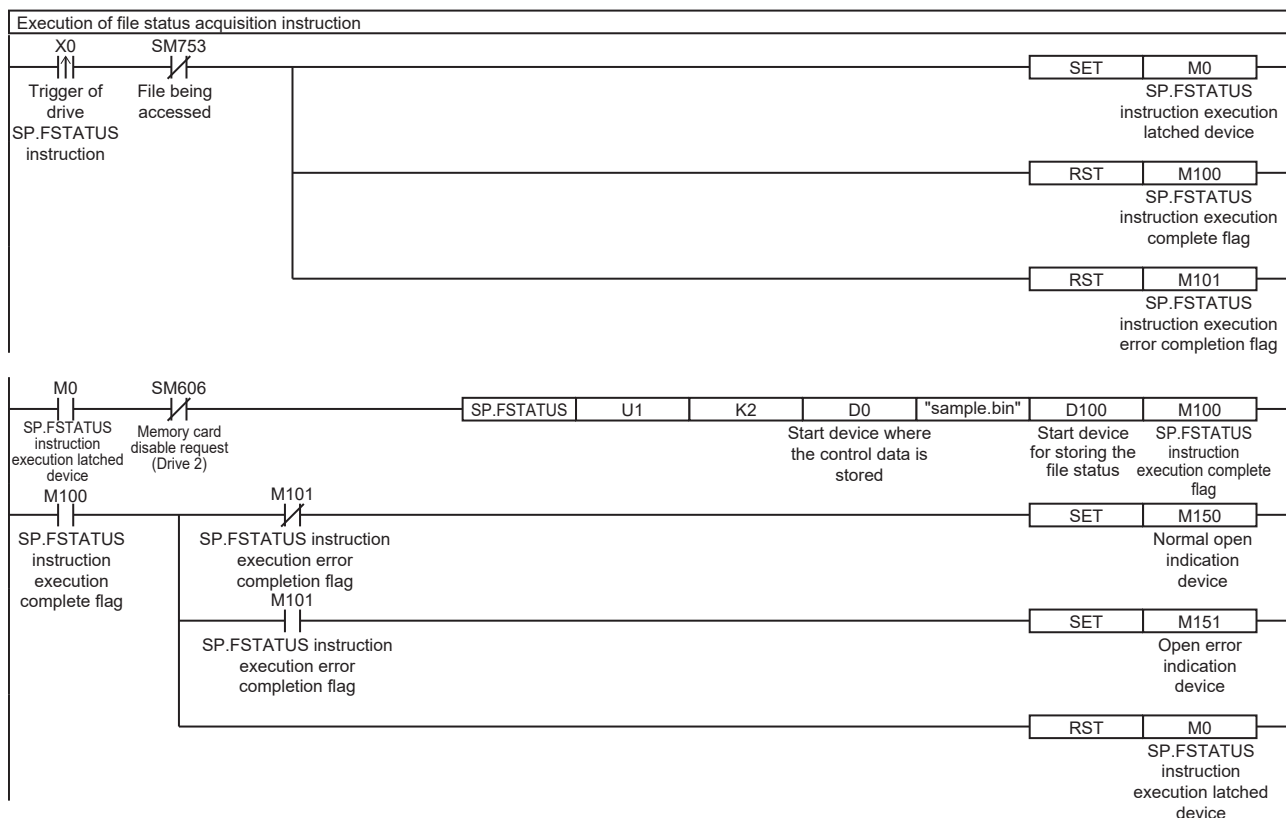 Execution of file status acquisition instruction
X0
SM753
SET
M0
Trigger of
drive
SP.FSTATUS
instruction
File being
accessed
SP.FSTATUS
instruction execution
latched device
RST
M100
SP.FSTATUS
instruction execution
complete flag
RST
M101
SP.FSTATUS
instruction execution
error completion flag
M0
SM606
SP.FSTATUS
U1
K2
D0
"sample.bin"
D100
M100
SP.FSTATUS
instruction
execution latched
device
Memory card
disable request
(Drive 2)
Start device where
the control data is
stored
Start device
for storing the
file status
SP.FSTATUS
instruction
execution complete
flag
M100
M101
SET
M150
SP.FSTATUS
instruction
execution
complete flag
SP.FSTATUS instruction
execution error
completion flag
Normal open
indication
device
M101
SET
M151
SP.FSTATUS instruction
execution error
completion flag
Open error
indication
device
RST
M0
SP.FSTATUS
instruction
execution latched
device